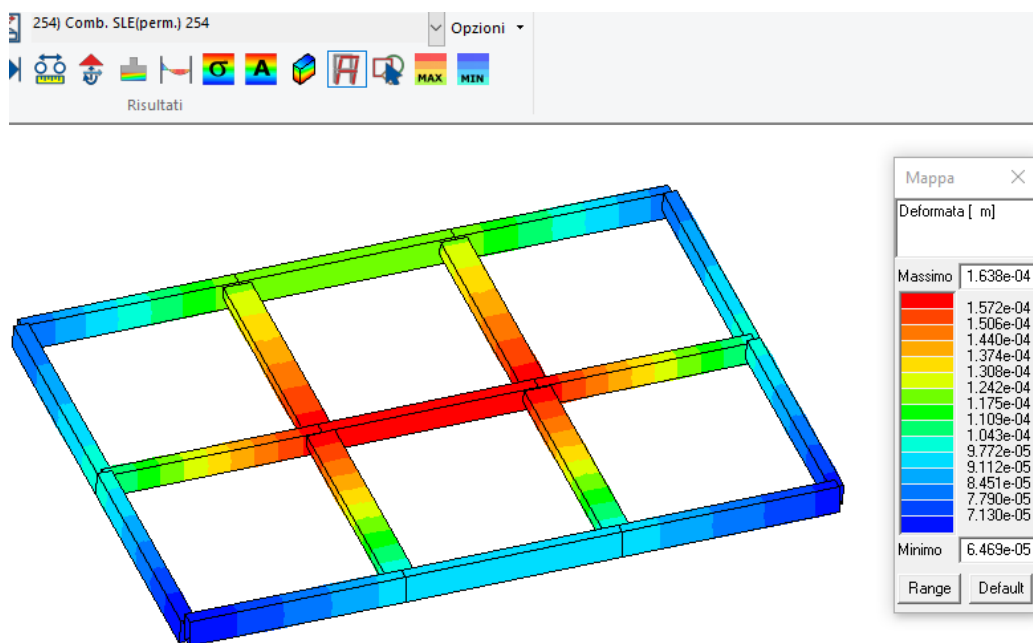 254) Comb. SLE(perm.) 254
Opzioni
σ
A
MAX
MIN
Risultati
Mappa
Deformata [ m]
Massimo 1.638e-04
1.572e-04
1.506e-04
1.440e-04
1.374e-04
1.308e-04
1.242e-04
1.175e-04
1.109e-04
1.043e-04
9.772e-05
9.112e-05
8.451e-05
7.790e-05
7.130e-05
Minimo 6.469e-05
Range Default